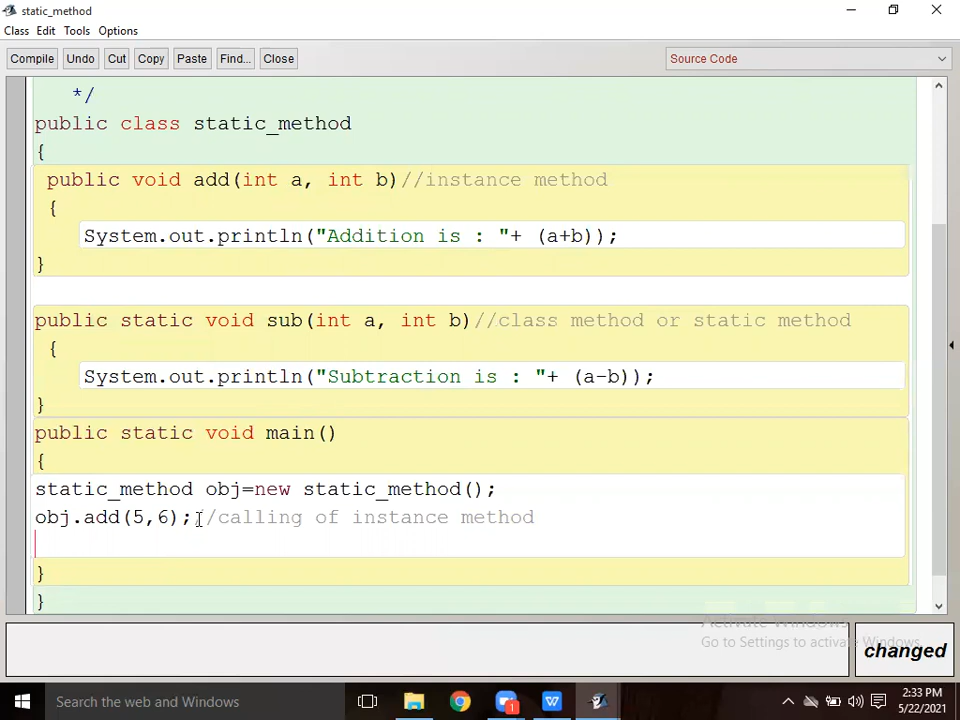 static_method
Class Edit Tools Options
Compile Undo Cut Copy Paste Find... Close Source Code
*/
public class static_method
{
public void add(int a, int b)//instance method
{
System.out.println("Addition is : "+ (a+b));
}
public static void sub(int a, int b)//class method or static method
{
System.out.println("Subtraction is : "+ (a-b));
}
public static void main()
{
static_method obj=new static_method();
obj.add(5,6);//calling of instance method
}
}
Activate Windows
Go to Settings to activate Windows.
changed
Search the web and Windows
1
W
2:33 PM
5/22/2021